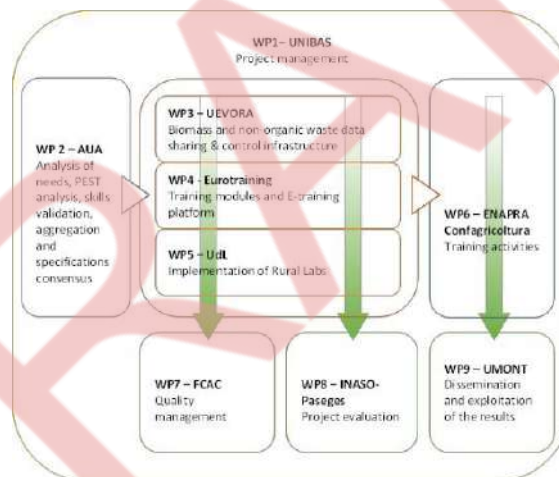 WP1 – UNIBAS
Project management
WP 2 – AUA
Analysis of
needs, PEST
analysis, skills
validation,
aggregation
and
specifications
consensus
WP3 – UEVORA
Biomass and non-organic waste data
sharing & control infrastructure
WP4 - Eurotraining
Training modules and E-training
platform
WP5 – UdL
Implementation of Rural Labs
WP6 – ENAPRA
Confagricoltura
Training activities
WP7 – FCAC
Quality
management
WP8 – INASO-
Paseges
Project evaluation
WP9 – UMONT
Dissemination
and exploitation
of the results